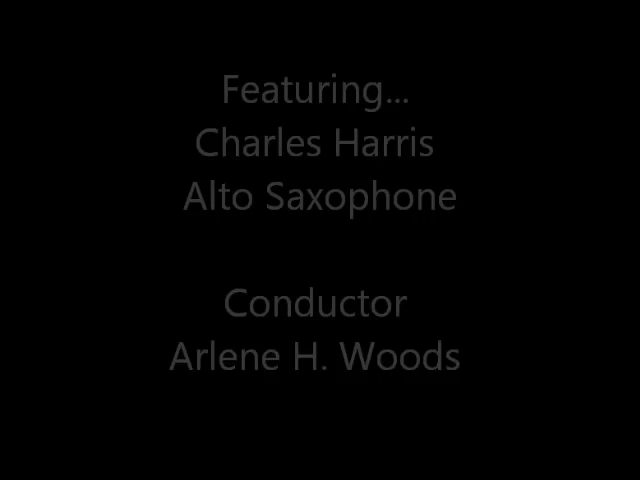 Featuring...
Charles Harris
Alto Saxophone
Conductor
Arlene H. Woods